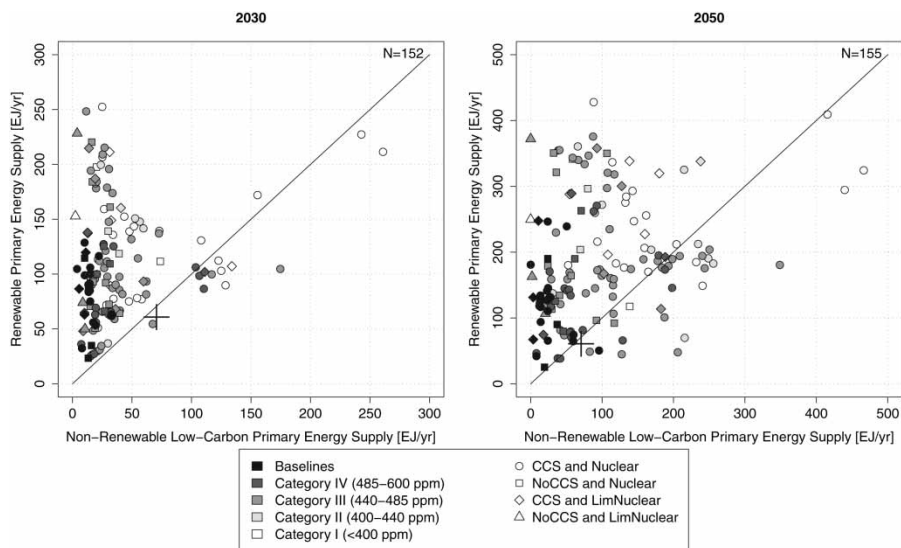 2030
2050
N=152
N=155
Renewable Primary Energy Supply [EJ/yr]
0
50
100
150
200
250
300
0 50 100 150 200 250 300
Non−Renewable Low−Carbon Primary Energy Supply [EJ/yr]
Renewable Primary Energy Supply [EJ/yr]
0
100
200
300
400
500
0 100 200 300 400 500
Non−Renewable Low−Carbon Primary Energy Supply [EJ/yr]
Baselines
Category IV (485−600 ppm)
Category III (440−485 ppm)
Category II (400−440 ppm)
Category I (<400 ppm)
CCS and Nuclear
NoCCS and Nuclear
CCS and LimNuclear
NoCCS and LimNuclear